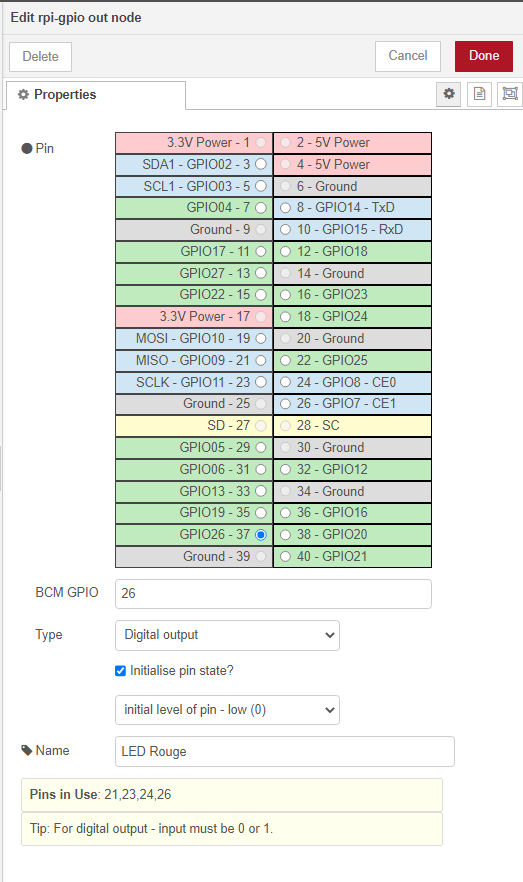 Edit rpi-gpio out node
Delete Cancel Done
Properties
Pin
3.3V Power - 1 2 - 5V Power
SDA1 - GPIO02 - 3 4 - 5V Power
SCL1 - GPIO03 - 5 6 - Ground
GPIO04 - 7 8 - GPIO14 - TxD
Ground - 9 10 - GPIO15 - RxD
GPIO17 - 11 12 - GPIO18
GPIO27 - 13 14 - Ground
GPIO22 - 15 16 - GPIO23
3.3V Power - 17 18 - GPIO24
MOSI - GPIO10 - 19 20 - Ground
MISO - GPIO09 - 21 22 - GPIO25
SCLK - GPIO11 - 23 24 - GPIO8 - CE0
Ground - 25 26 - GPIO7 - CE1
SD - 27 28 - SC
GPIO05 - 29 30 - Ground
GPIO06 - 31 32 - GPIO12
GPIO13 - 33 34 - Ground
GPIO19 - 35 36 - GPIO16
GPIO26 - 37 38 - GPIO20
Ground - 39 40 - GPIO21
BCM GPIO 26
Type Digital output
Initialise pin state?
initial level of pin - low (0)
Name LED Rouge
Pins in Use: 21,23,24,26
Tip: For digital output - input must be 0 or 1.